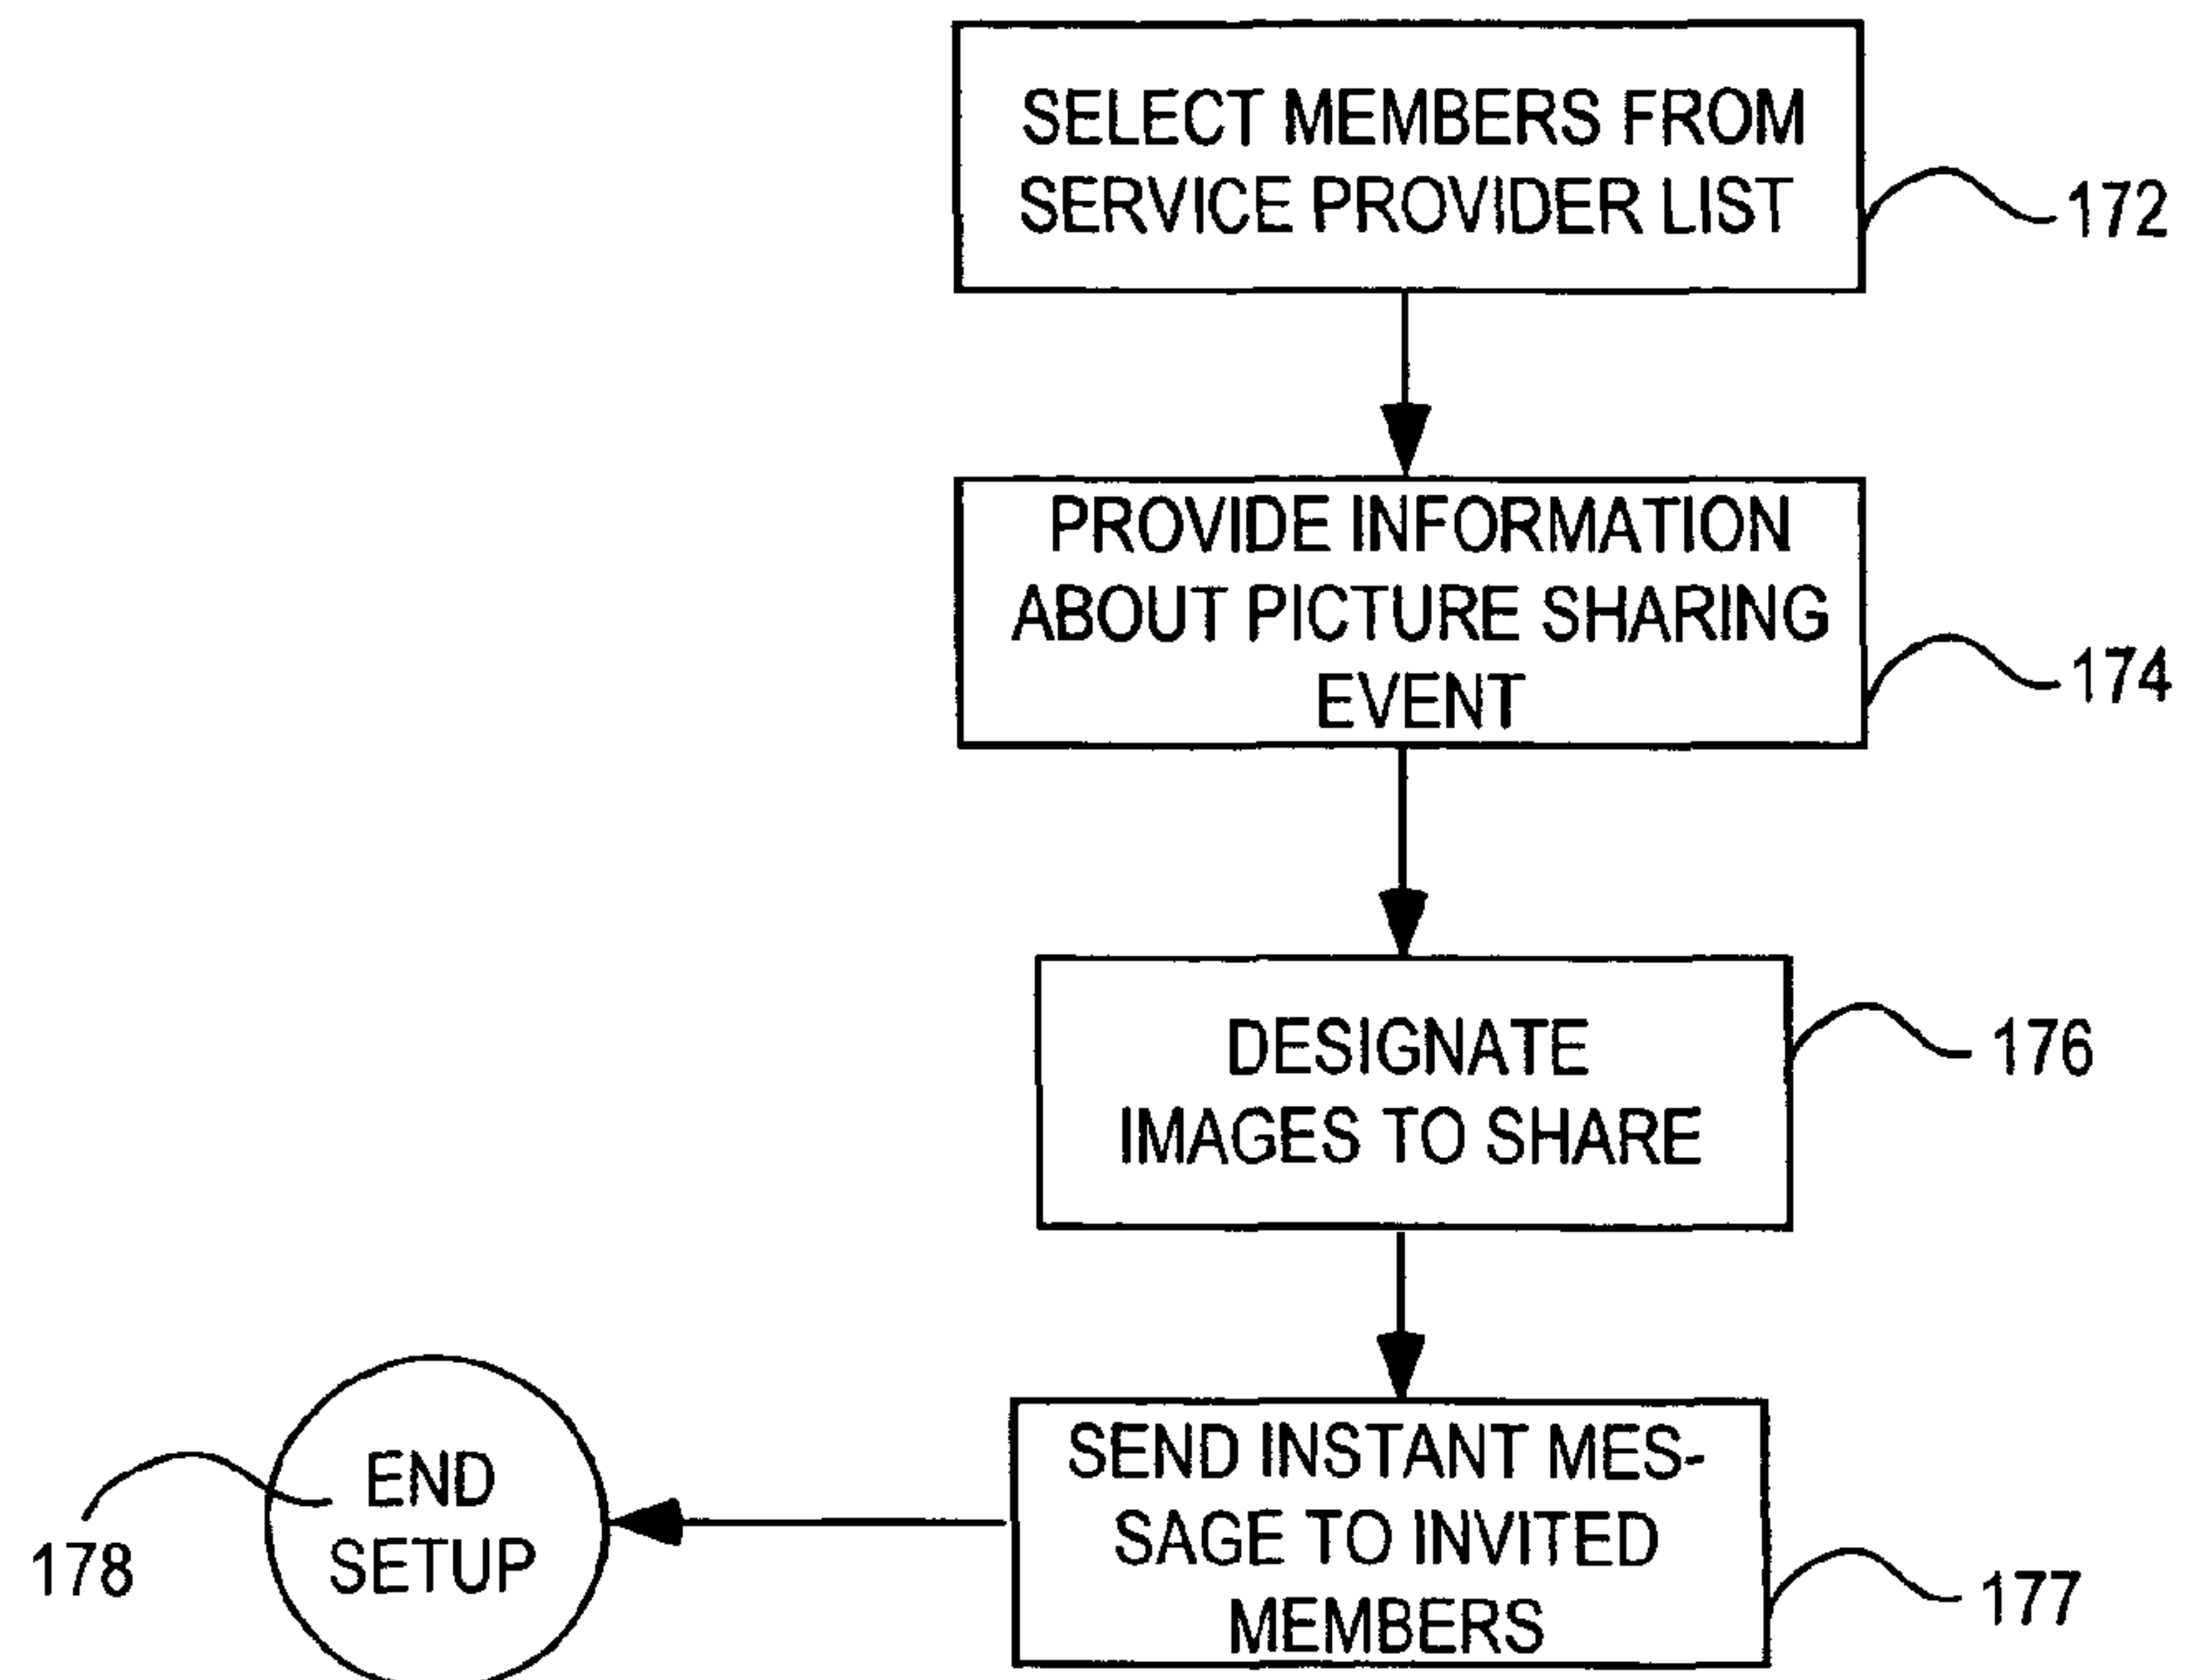 SELECT MEMBERS FROM
SERVICE PROVIDER LIST
172
PROVIDE INFORMATION
ABOUT PICTURE SHARING
EVENT
174
DESIGNATE
IMAGES TO SHARE
176
SEND INSTANT MES-
SAGE TO INVITED
MEMBERS
177
END
SETUP
178